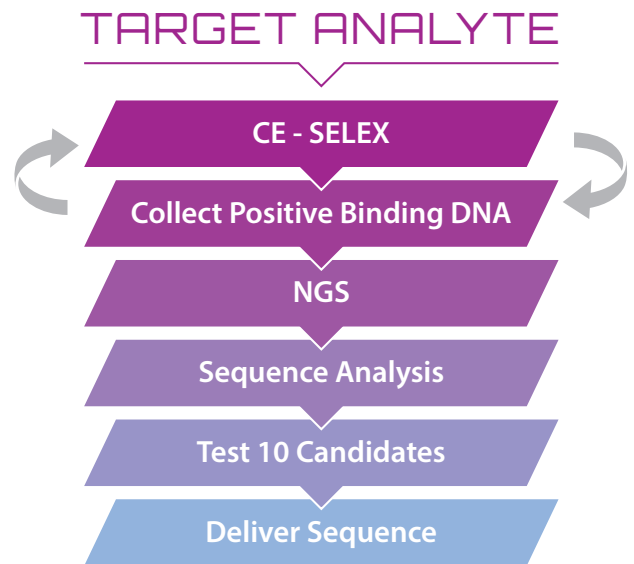 TARGET ANALYTE
CE - SELEX
Collect Positive Binding DNA
NGS
Sequence Analysis
Test 10 Candidates
Deliver Sequence